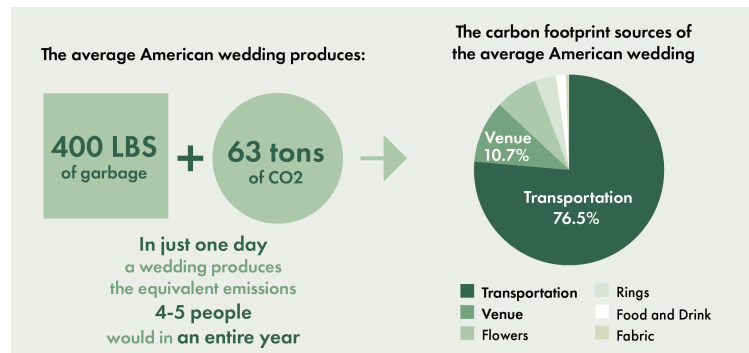 The average American wedding produces:
400 LBS
of garbage
+
63 tons
of CO2
In just one day
a wedding produces
the equivalent emissions
4-5 people
would in an entire year
The carbon footprint sources of
the average American wedding
Venue
10.7%
Transportation
76.5%
Transportation
Venue
Flowers
Rings
Food and Drink
Fabric